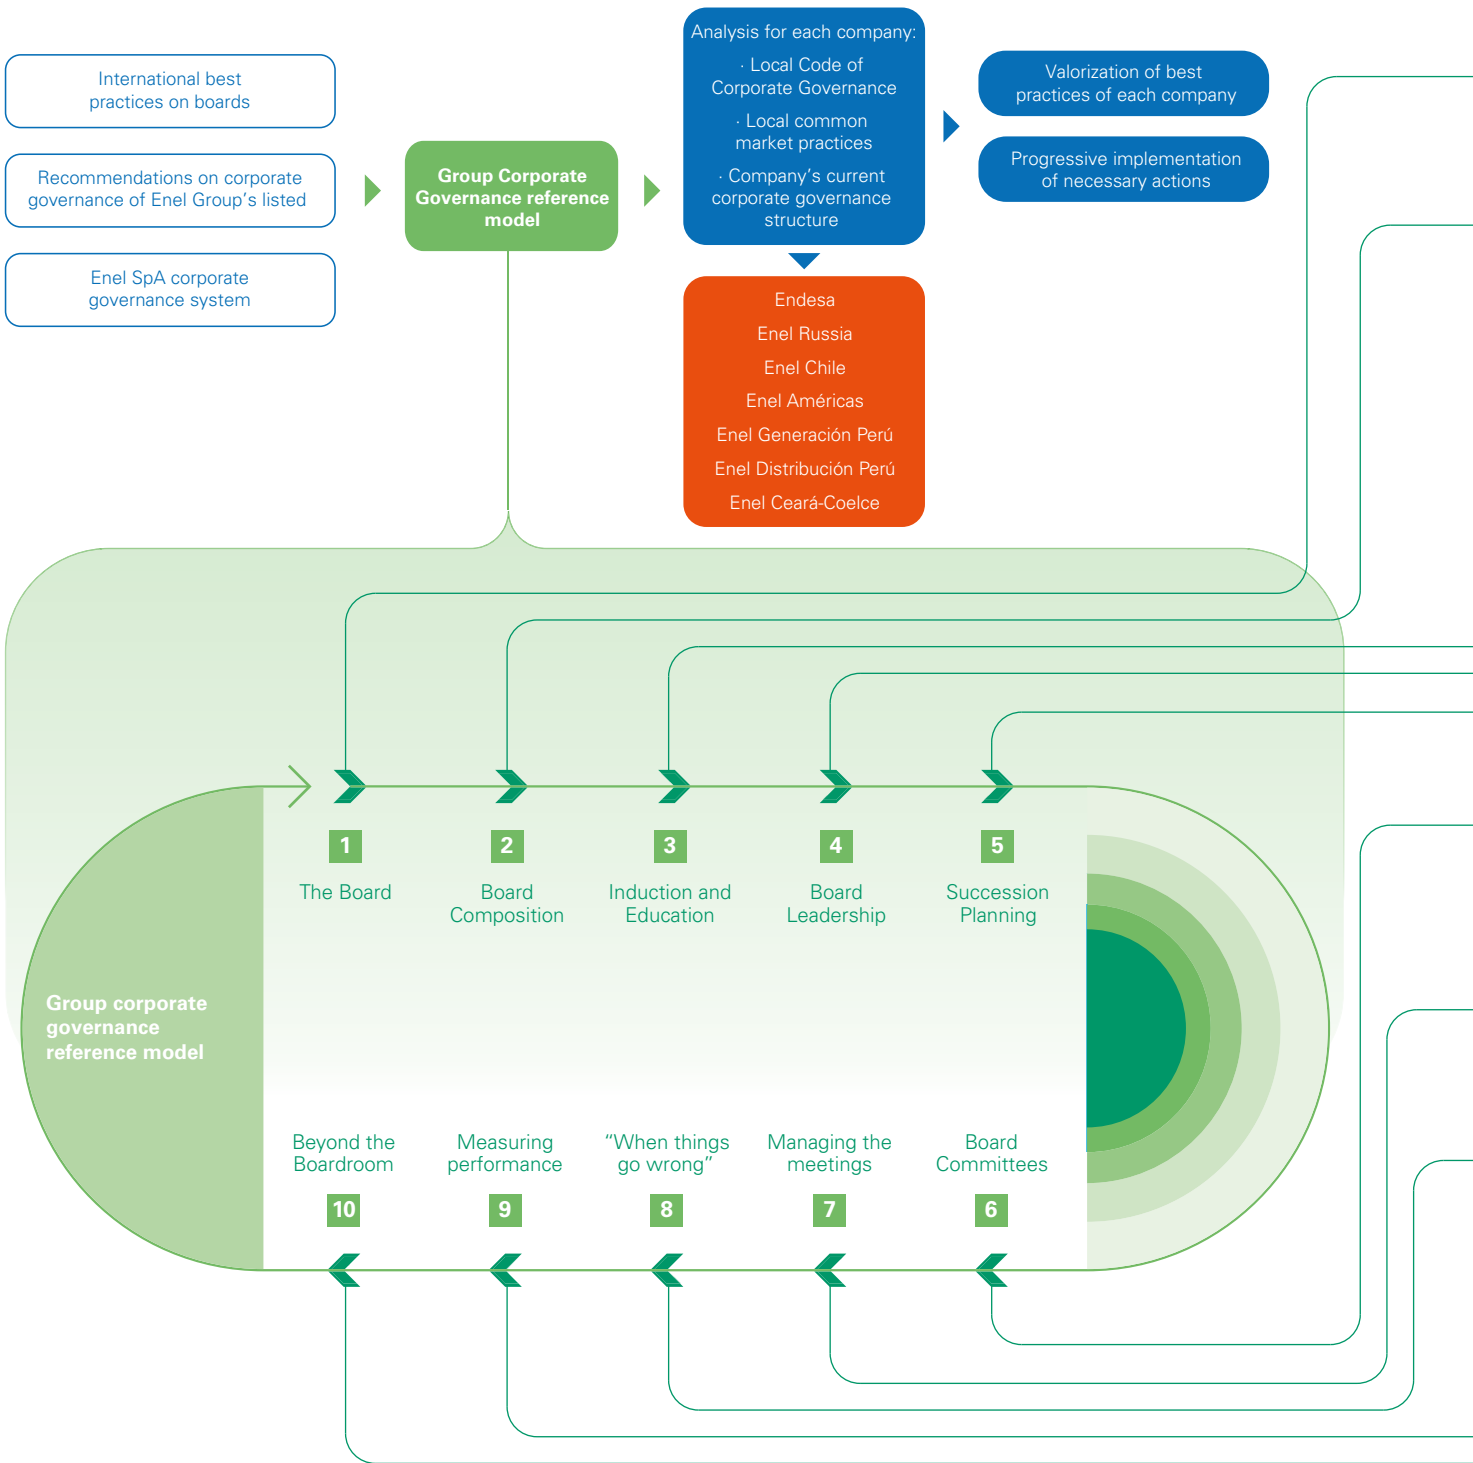 International best
practices on boards
Recommendations on corporate
governance of Enel Group's listed
Enel SpA corporate
governance system
Group Corporate
Governance reference
model
Analysis for each company:
· Local Code of
Corporate Governance
· Local common
market practices
· Company's current
corporate governance
structure
Valorization of best
practices of each company
Progressive implementation
of necessary actions
Endesa
Enel Russia
Enel Chile
Enel Américas
Enel Generación Perú
Enel Distribución Perú
Enel Ceará-Coelce
Group corporate
governance
reference model
1
The Board
2
Board
Composition
3
Induction and
Education
4
Board
Leadership
5
Succession
Planning
Beyond the
Boardroom
10
Measuring
performance
9
"When things
go wrong"
8
Managing the
meetings
7
Board
Committees
6